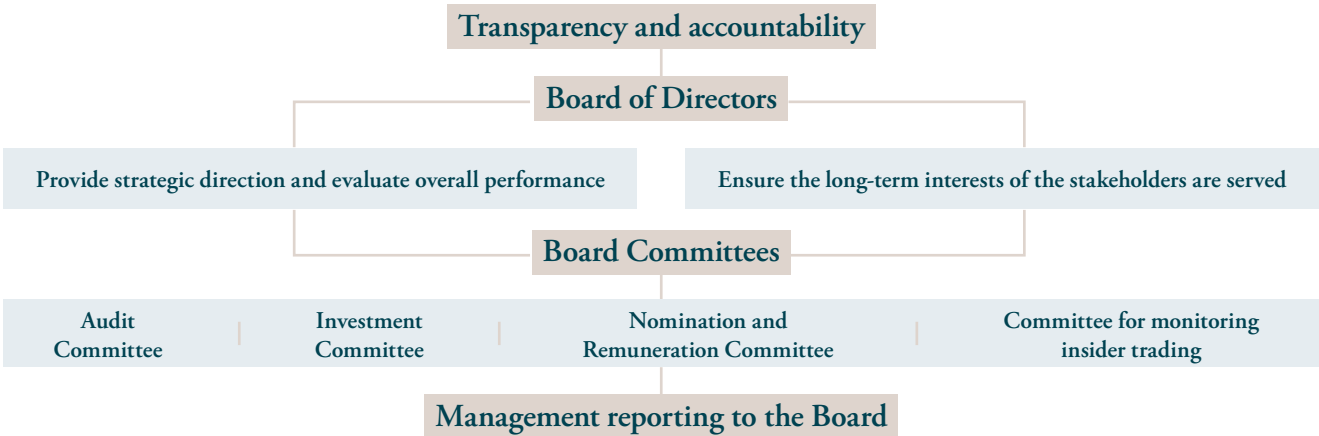 Transparency and accountability
Board of Directors
Provide strategic direction and evaluate overall performance
Ensure the long-term interests of the stakeholders are served
Board Committees
Audit
Committee
Investment
Committee
Nomination and
Remuneration Committee
Committee for monitoring
insider trading
Management reporting to the Board